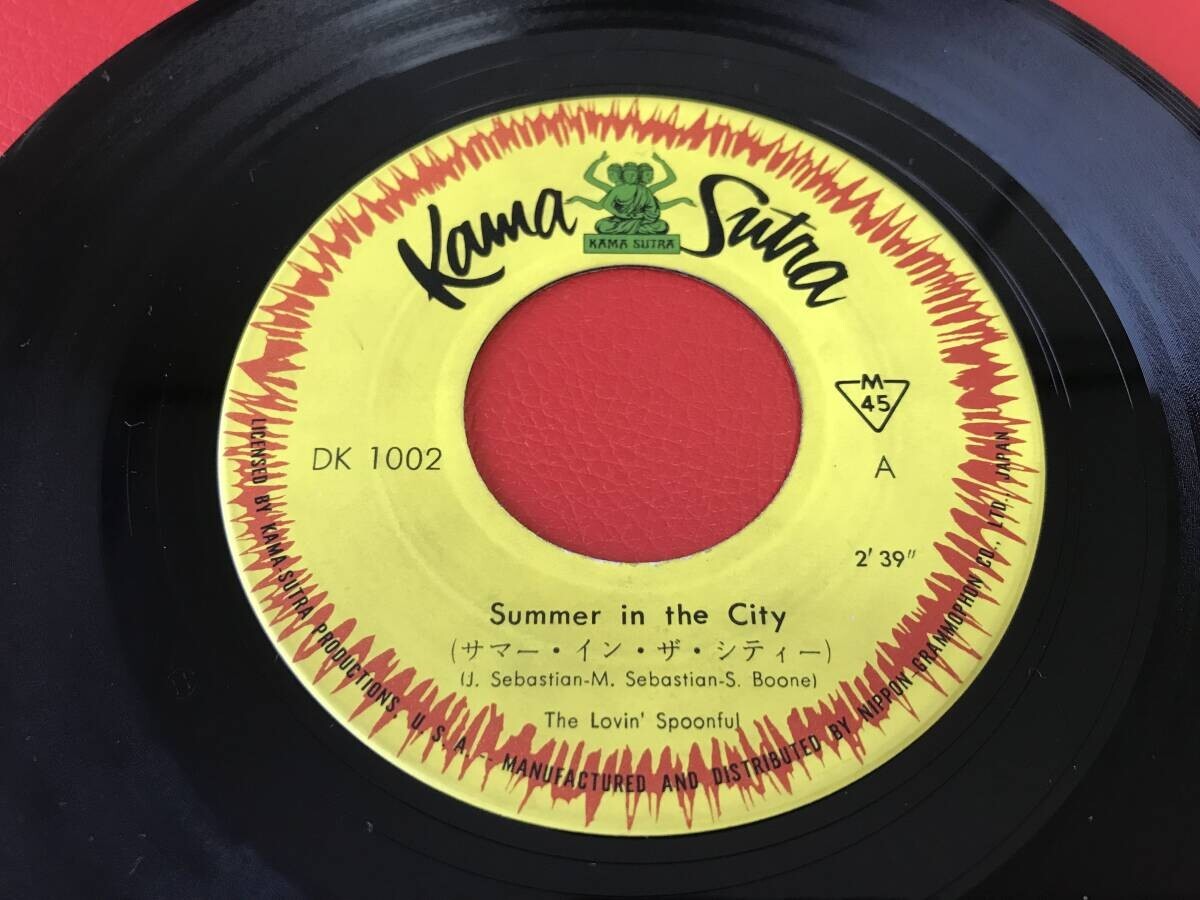 Kama Sutra
KAMA SUTRA
M
45
DK 1002
A
2' 39"
Summer in the City
(サマー・イン・ザ・シティー)
(J. Sebastian-M. Sebastian-S. Boone)
The Lovin' Spoonful
LICENSED BY KAMA SUTRA PRODUCTIONS U.S.A. - MANUFACTURED AND DISTRIBUTED BY NIPPON GRAMMOPHON CO., LTD., JAPAN